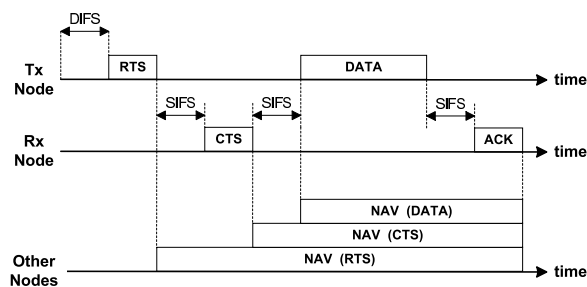 DIFS
RTS
DATA
Tx
Node
time
SIFS
SIFS
SIFS
CTS
ACK
Rx
Node
time
NAV (DATA)
NAV (CTS)
NAV (RTS)
Other
Nodes
time